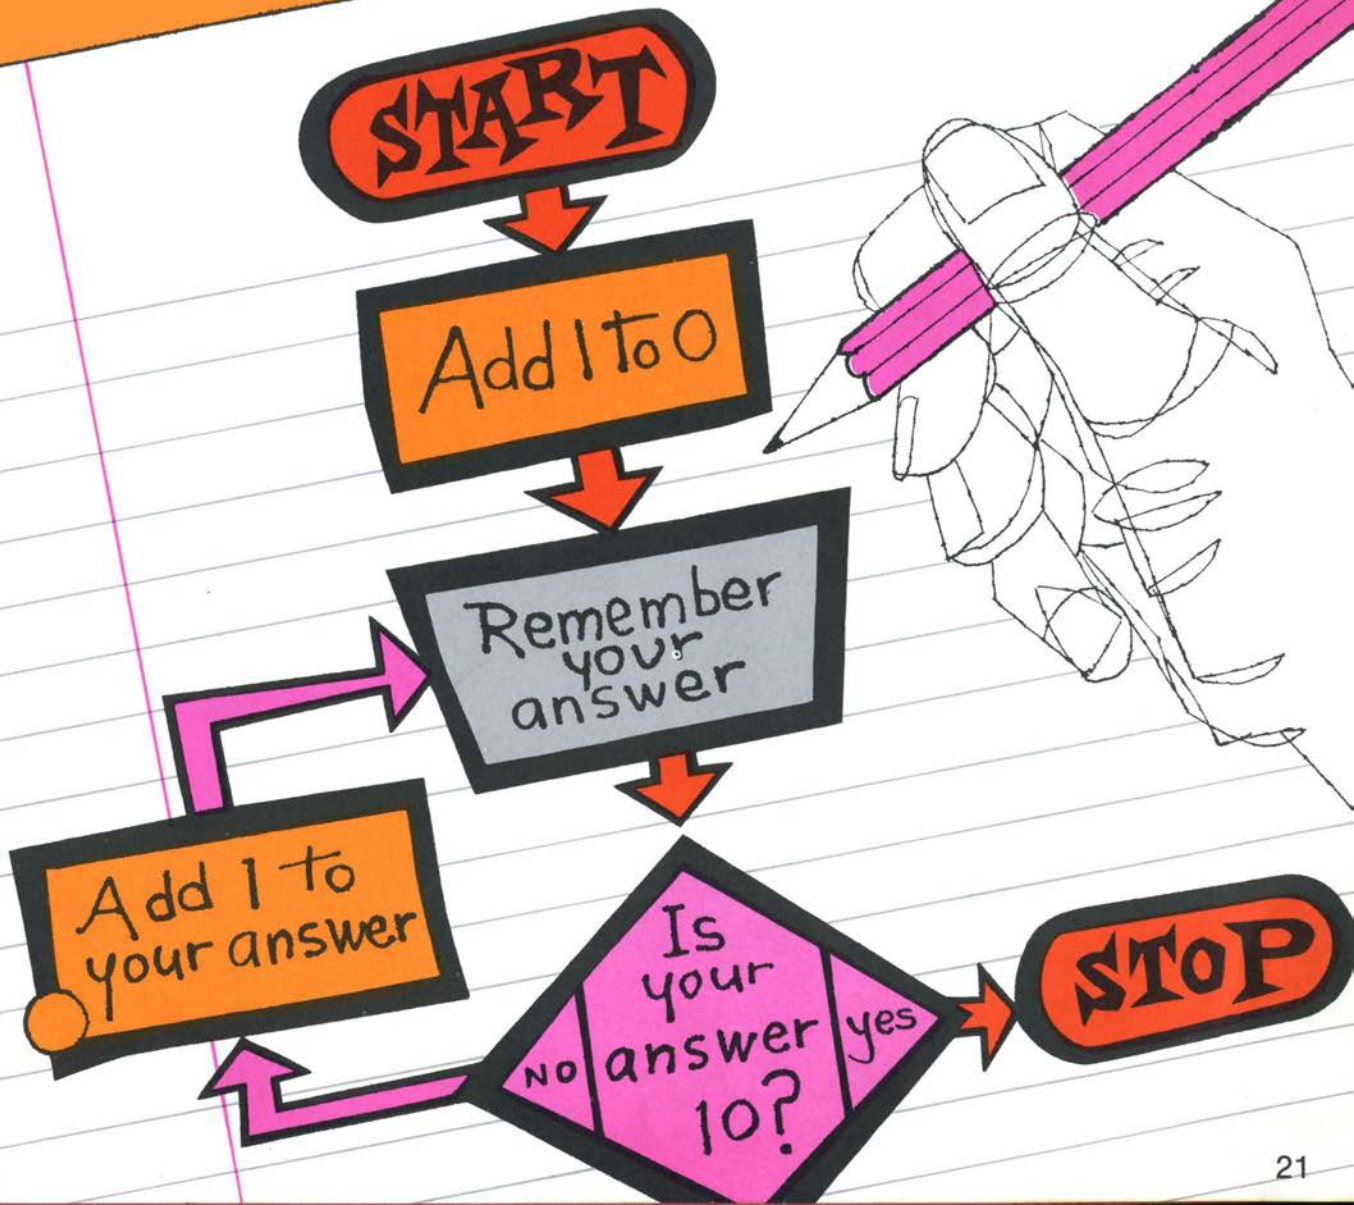 START
Add 1 to 0
Remember
your
answer
Add 1 to
your answer
Is
your
answer
10?
NO
yes
STOP
21